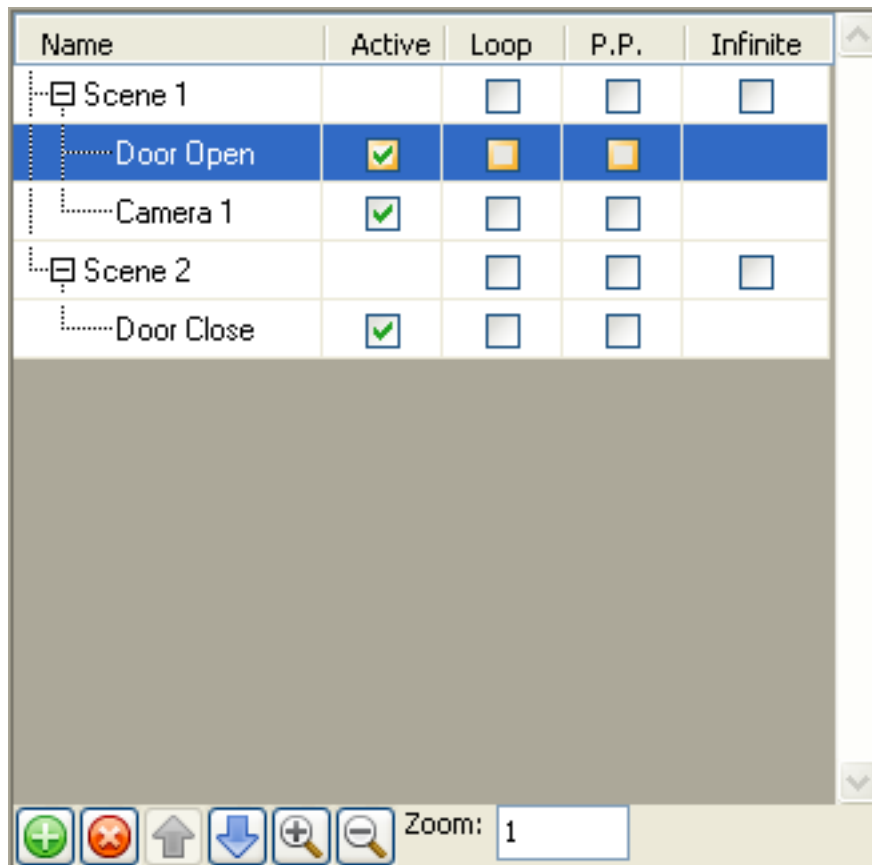 Name Active Loop P.P. Infinite
Scene 1
Door Open
Camera 1
Scene 2
Door Close
Zoom: 1